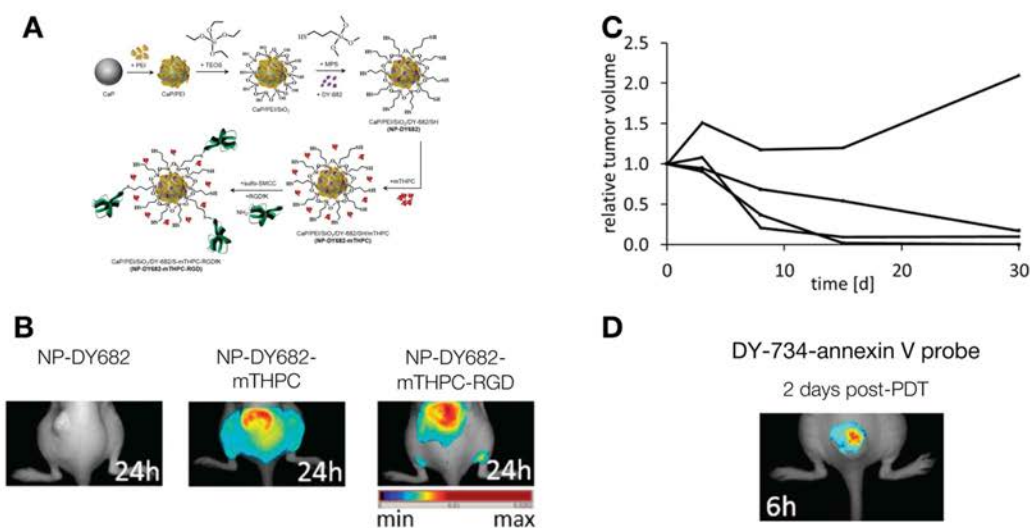 A
+ PEI
+ TEOS
+ MPS
+ DY-682
CaP
CaP/PEI
CaP/PEI/SiO2
CaP/PEI/SiO2/DY-682/SH
(NP-DY682)
+mTHPC
+sulfo-SMCC
+RGDfK
NH2
CaP/PEI/SiO2/DY-682/SH/mTHPC
(NP-DY682-mTHPC)
CaP/PEI/SiO2/DY-682/S-mTHPC-RGDfK
(NP-DY682-mTHPC-RGD)
B
NP-DY682
NP-DY682-
mTHPC
NP-DY682-
mTHPC-RGD
24h
24h
24h
min
max
C
relative tumor volume
2.5
2.0
1.5
1.0
0.5
0.0
0
10
20
30
time [d]
D
DY-734-annexin V probe
2 days post-PDT
6h